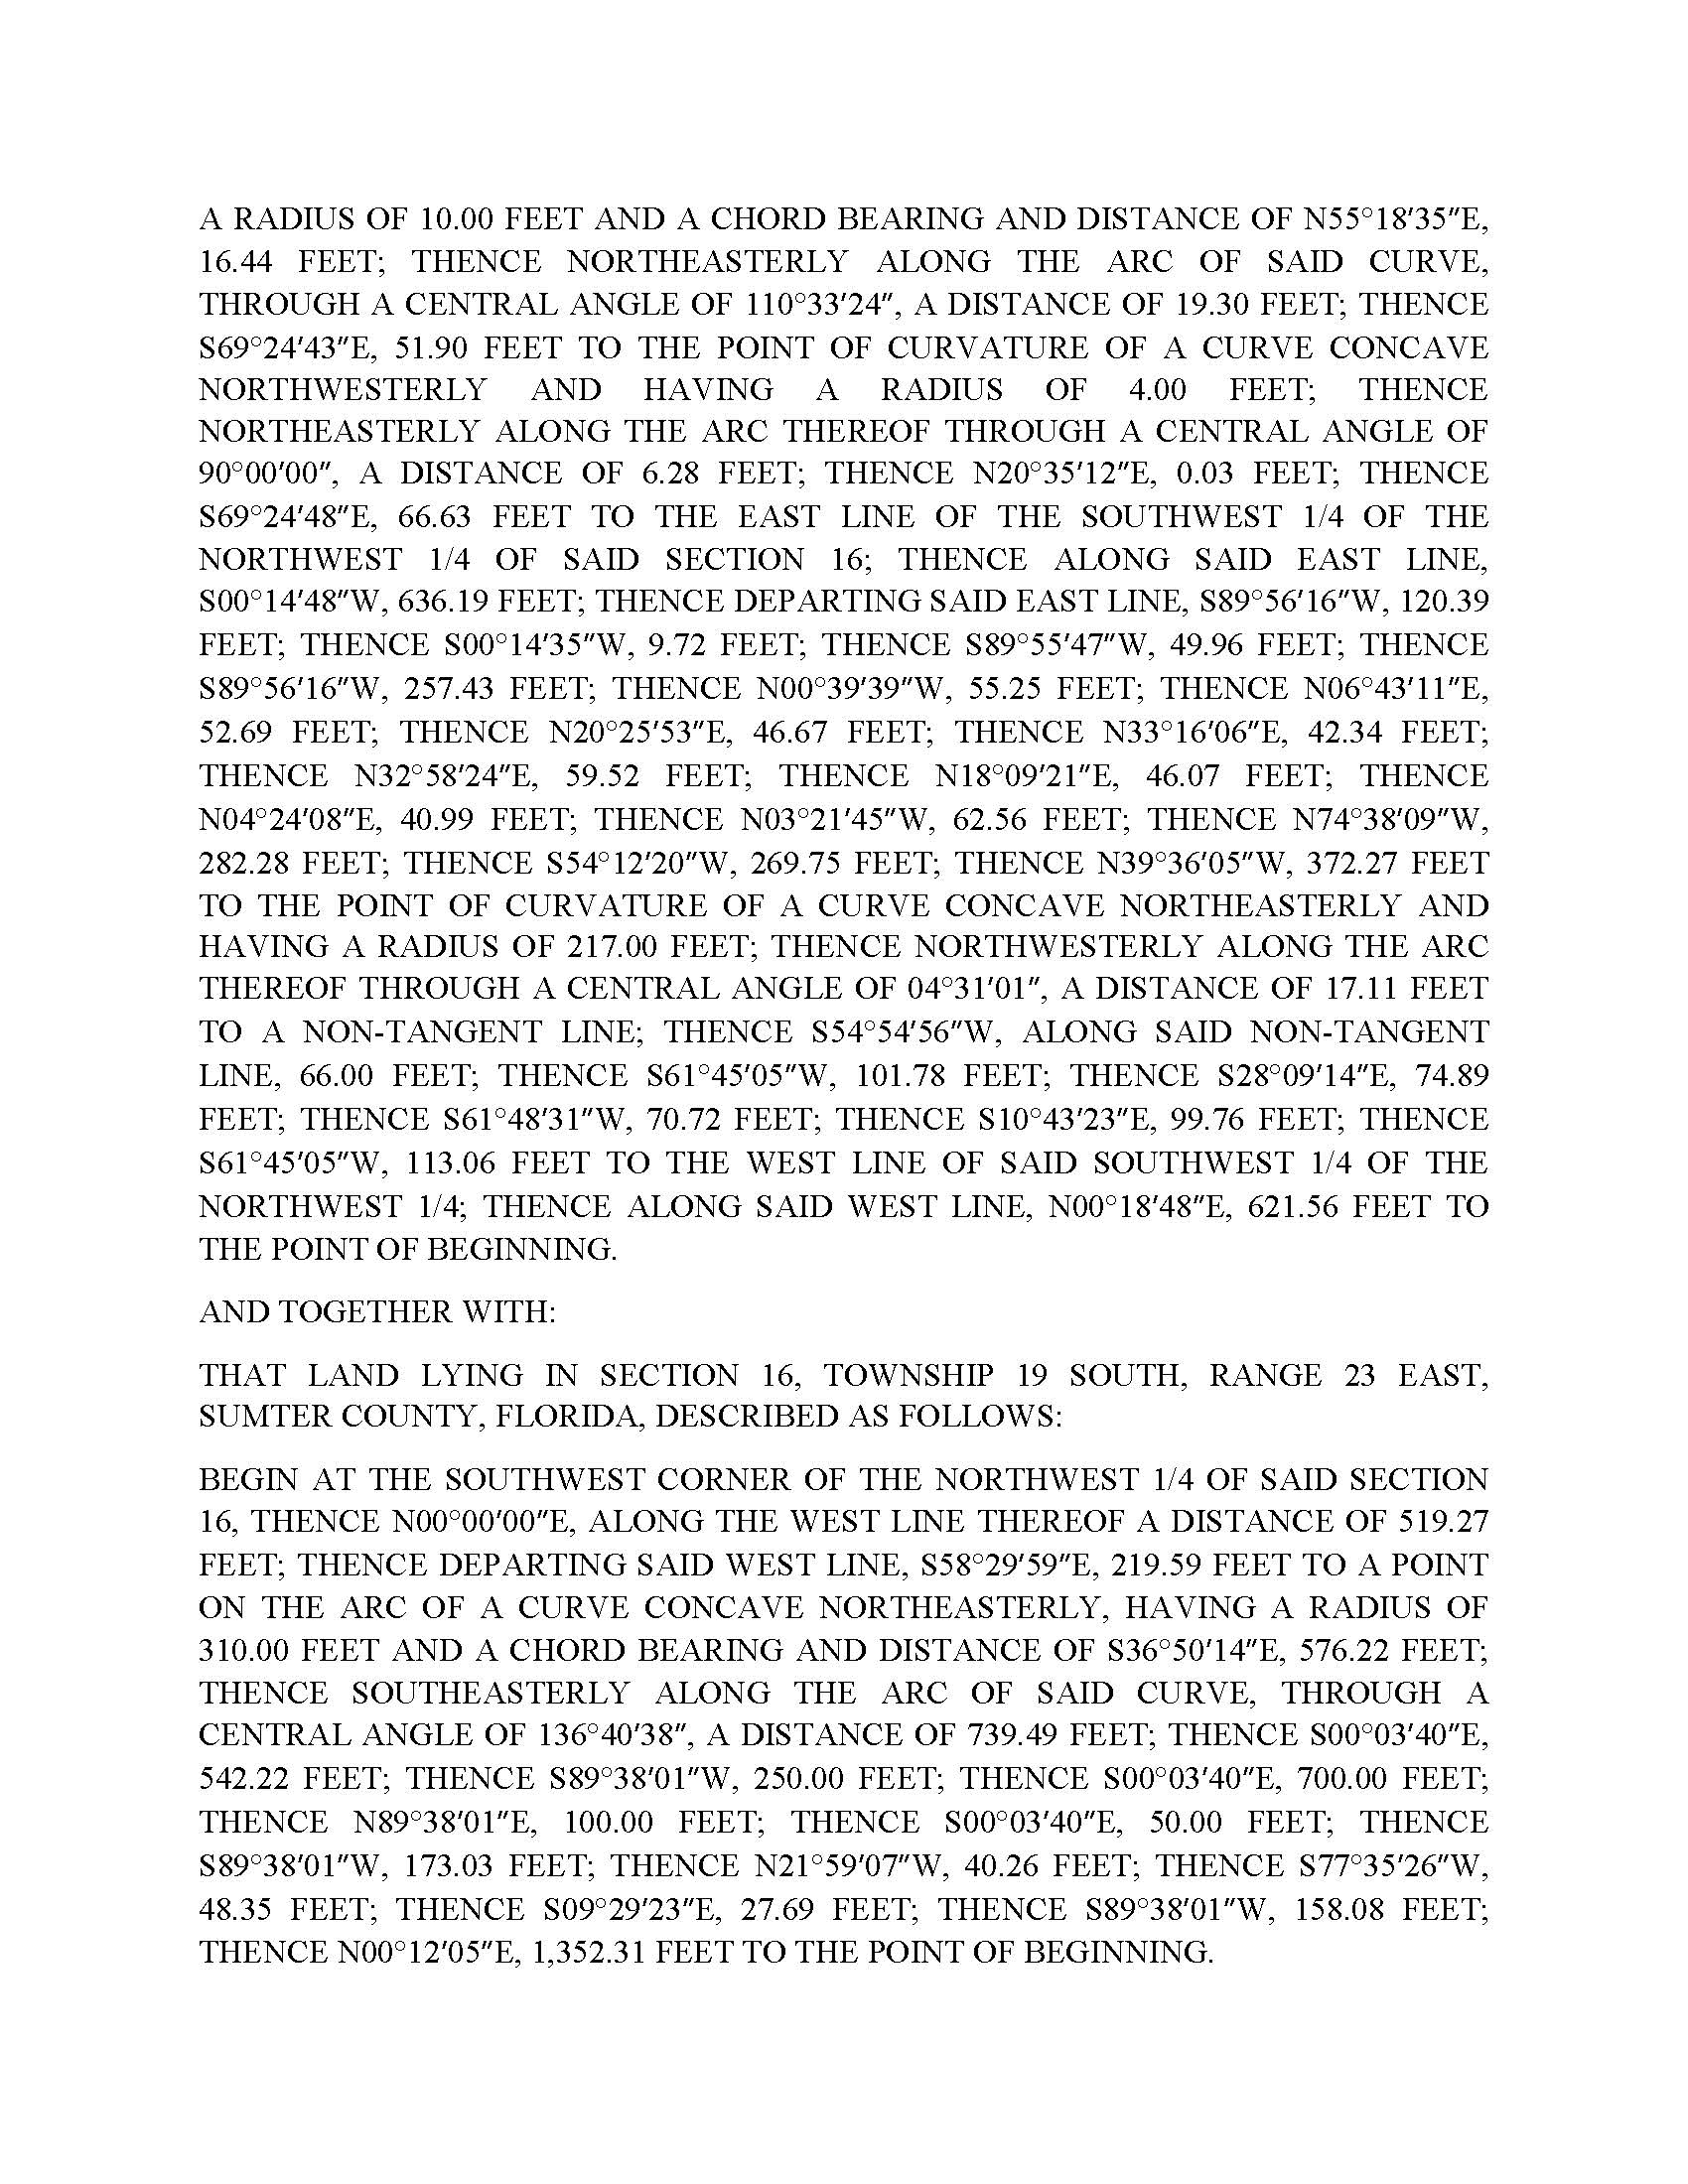 A RADIUS OF 10.00 FEET AND A CHORD BEARING AND DISTANCE OF N55°18′35″E,
16.44 FEET; THENCE NORTHEASTERLY ALONG THE ARC OF SAID CURVE,
THROUGH A CENTRAL ANGLE OF 110°33′24″, A DISTANCE OF 19.30 FEET; THENCE
S69°24′43″E, 51.90 FEET TO THE POINT OF CURVATURE OF A CURVE CONCAVE
NORTHWESTERLY AND HAVING A RADIUS OF 4.00 FEET; THENCE
NORTHEASTERLY ALONG THE ARC THEREOF THROUGH A CENTRAL ANGLE OF
90°00′00″, A DISTANCE OF 6.28 FEET; THENCE N20°35′12″E, 0.03 FEET; THENCE
S69°24′48″E, 66.63 FEET TO THE EAST LINE OF THE SOUTHWEST 1/4 OF THE
NORTHWEST 1/4 OF SAID SECTION 16; THENCE ALONG SAID EAST LINE,
S00°14′48″W, 636.19 FEET; THENCE DEPARTING SAID EAST LINE, S89°56′16″W, 120.39
FEET; THENCE S00°14′35″W, 9.72 FEET; THENCE S89°55′47″W, 49.96 FEET; THENCE
S89°56′16″W, 257.43 FEET; THENCE N00°39′39″W, 55.25 FEET; THENCE N06°43′11″E,
52.69 FEET; THENCE N20°25′53″E, 46.67 FEET; THENCE N33°16′06″E, 42.34 FEET;
THENCE N32°58′24″E, 59.52 FEET; THENCE N18°09′21″E, 46.07 FEET; THENCE
N04°24′08″E, 40.99 FEET; THENCE N03°21′45″W, 62.56 FEET; THENCE N74°38′09″W,
282.28 FEET; THENCE S54°12′20″W, 269.75 FEET; THENCE N39°36′05″W, 372.27 FEET
TO THE POINT OF CURVATURE OF A CURVE CONCAVE NORTHEASTERLY AND
HAVING A RADIUS OF 217.00 FEET; THENCE NORTHWESTERLY ALONG THE ARC
THEREOF THROUGH A CENTRAL ANGLE OF 04°31′01″, A DISTANCE OF 17.11 FEET
TO A NON-TANGENT LINE; THENCE S54°54′56″W, ALONG SAID NON-TANGENT
LINE, 66.00 FEET; THENCE S61°45′05″W, 101.78 FEET; THENCE S28°09′14″E, 74.89
FEET; THENCE S61°48′31″W, 70.72 FEET; THENCE S10°43′23″E, 99.76 FEET; THENCE
S61°45′05″W, 113.06 FEET TO THE WEST LINE OF SAID SOUTHWEST 1/4 OF THE
NORTHWEST 1/4; THENCE ALONG SAID WEST LINE, N00°18′48″E, 621.56 FEET TO
THE POINT OF BEGINNING.
AND TOGETHER WITH:
THAT LAND LYING IN SECTION 16, TOWNSHIP 19 SOUTH, RANGE 23 EAST,
SUMTER COUNTY, FLORIDA, DESCRIBED AS FOLLOWS:
BEGIN AT THE SOUTHWEST CORNER OF THE NORTHWEST 1/4 OF SAID SECTION
16, THENCE N00°00′00″E, ALONG THE WEST LINE THEREOF A DISTANCE OF 519.27
FEET; THENCE DEPARTING SAID WEST LINE, S58°29′59″E, 219.59 FEET TO A POINT
ON THE ARC OF A CURVE CONCAVE NORTHEASTERLY, HAVING A RADIUS OF
310.00 FEET AND A CHORD BEARING AND DISTANCE OF S36°50′14″E, 576.22 FEET;
THENCE SOUTHEASTERLY ALONG THE ARC OF SAID CURVE, THROUGH A
CENTRAL ANGLE OF 136°40′38″, A DISTANCE OF 739.49 FEET; THENCE S00°03′40″E,
542.22 FEET; THENCE S89°38′01″W, 250.00 FEET; THENCE S00°03′40″E, 700.00 FEET;
THENCE N89°38′01″E, 100.00 FEET; THENCE S00°03′40″E, 50.00 FEET; THENCE
S89°38′01″W, 173.03 FEET; THENCE N21°59′07″W, 40.26 FEET; THENCE S77°35′26″W,
48.35 FEET; THENCE S09°29′23″E, 27.69 FEET; THENCE S89°38′01″W, 158.08 FEET;
THENCE N00°12′05″E, 1,352.31 FEET TO THE POINT OF BEGINNING.